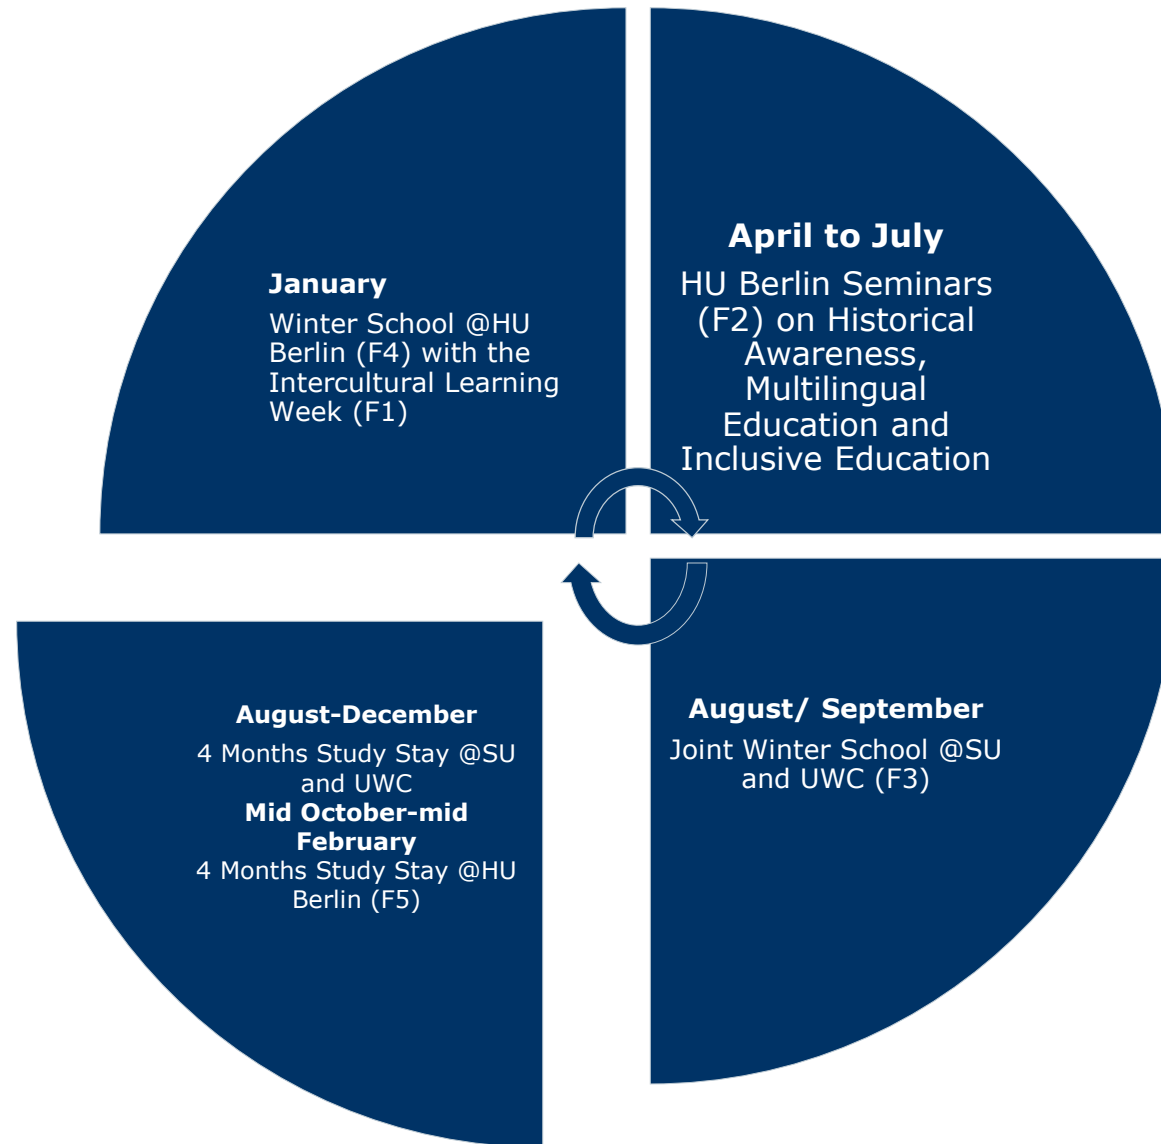 January
Winter School @HU
Berlin (F4) with the
Intercultural Learning
Week (F1)
April to July
HU Berlin Seminars
(F2) on Historical
Awareness,
Multilingual
Education and
Inclusive Education
August/ September
Joint Winter School @SU
and UWC (F3)
August-December
4 Months Study Stay @SU
and UWC
Mid October-mid
February
4 Months Study Stay @HU
Berlin (F5)